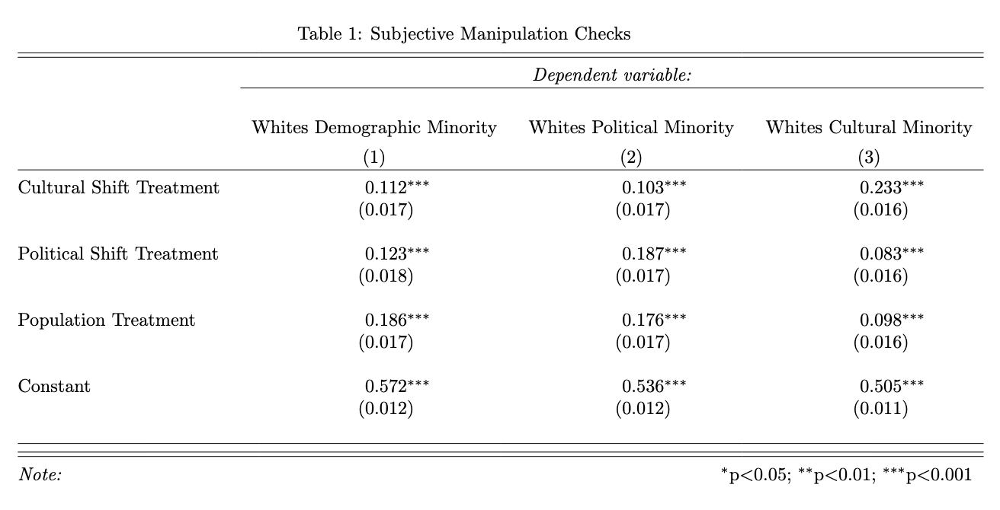 Table 1: Subjective Manipulation Checks
Dependent variable:
Whites Demographic Minority Whites Political Minority Whites Cultural Minority
(1) (2) (3)
Cultural Shift Treatment 0.112*** 0.103*** 0.233***
(0.017) (0.017) (0.016)
Political Shift Treatment 0.123*** 0.187*** 0.083***
(0.018) (0.017) (0.016)
Population Treatment 0.186*** 0.176*** 0.098***
(0.017) (0.017) (0.016)
Constant 0.572*** 0.536*** 0.505***
(0.012) (0.012) (0.011)
Note: *p<0.05; **p<0.01; ***p<0.001